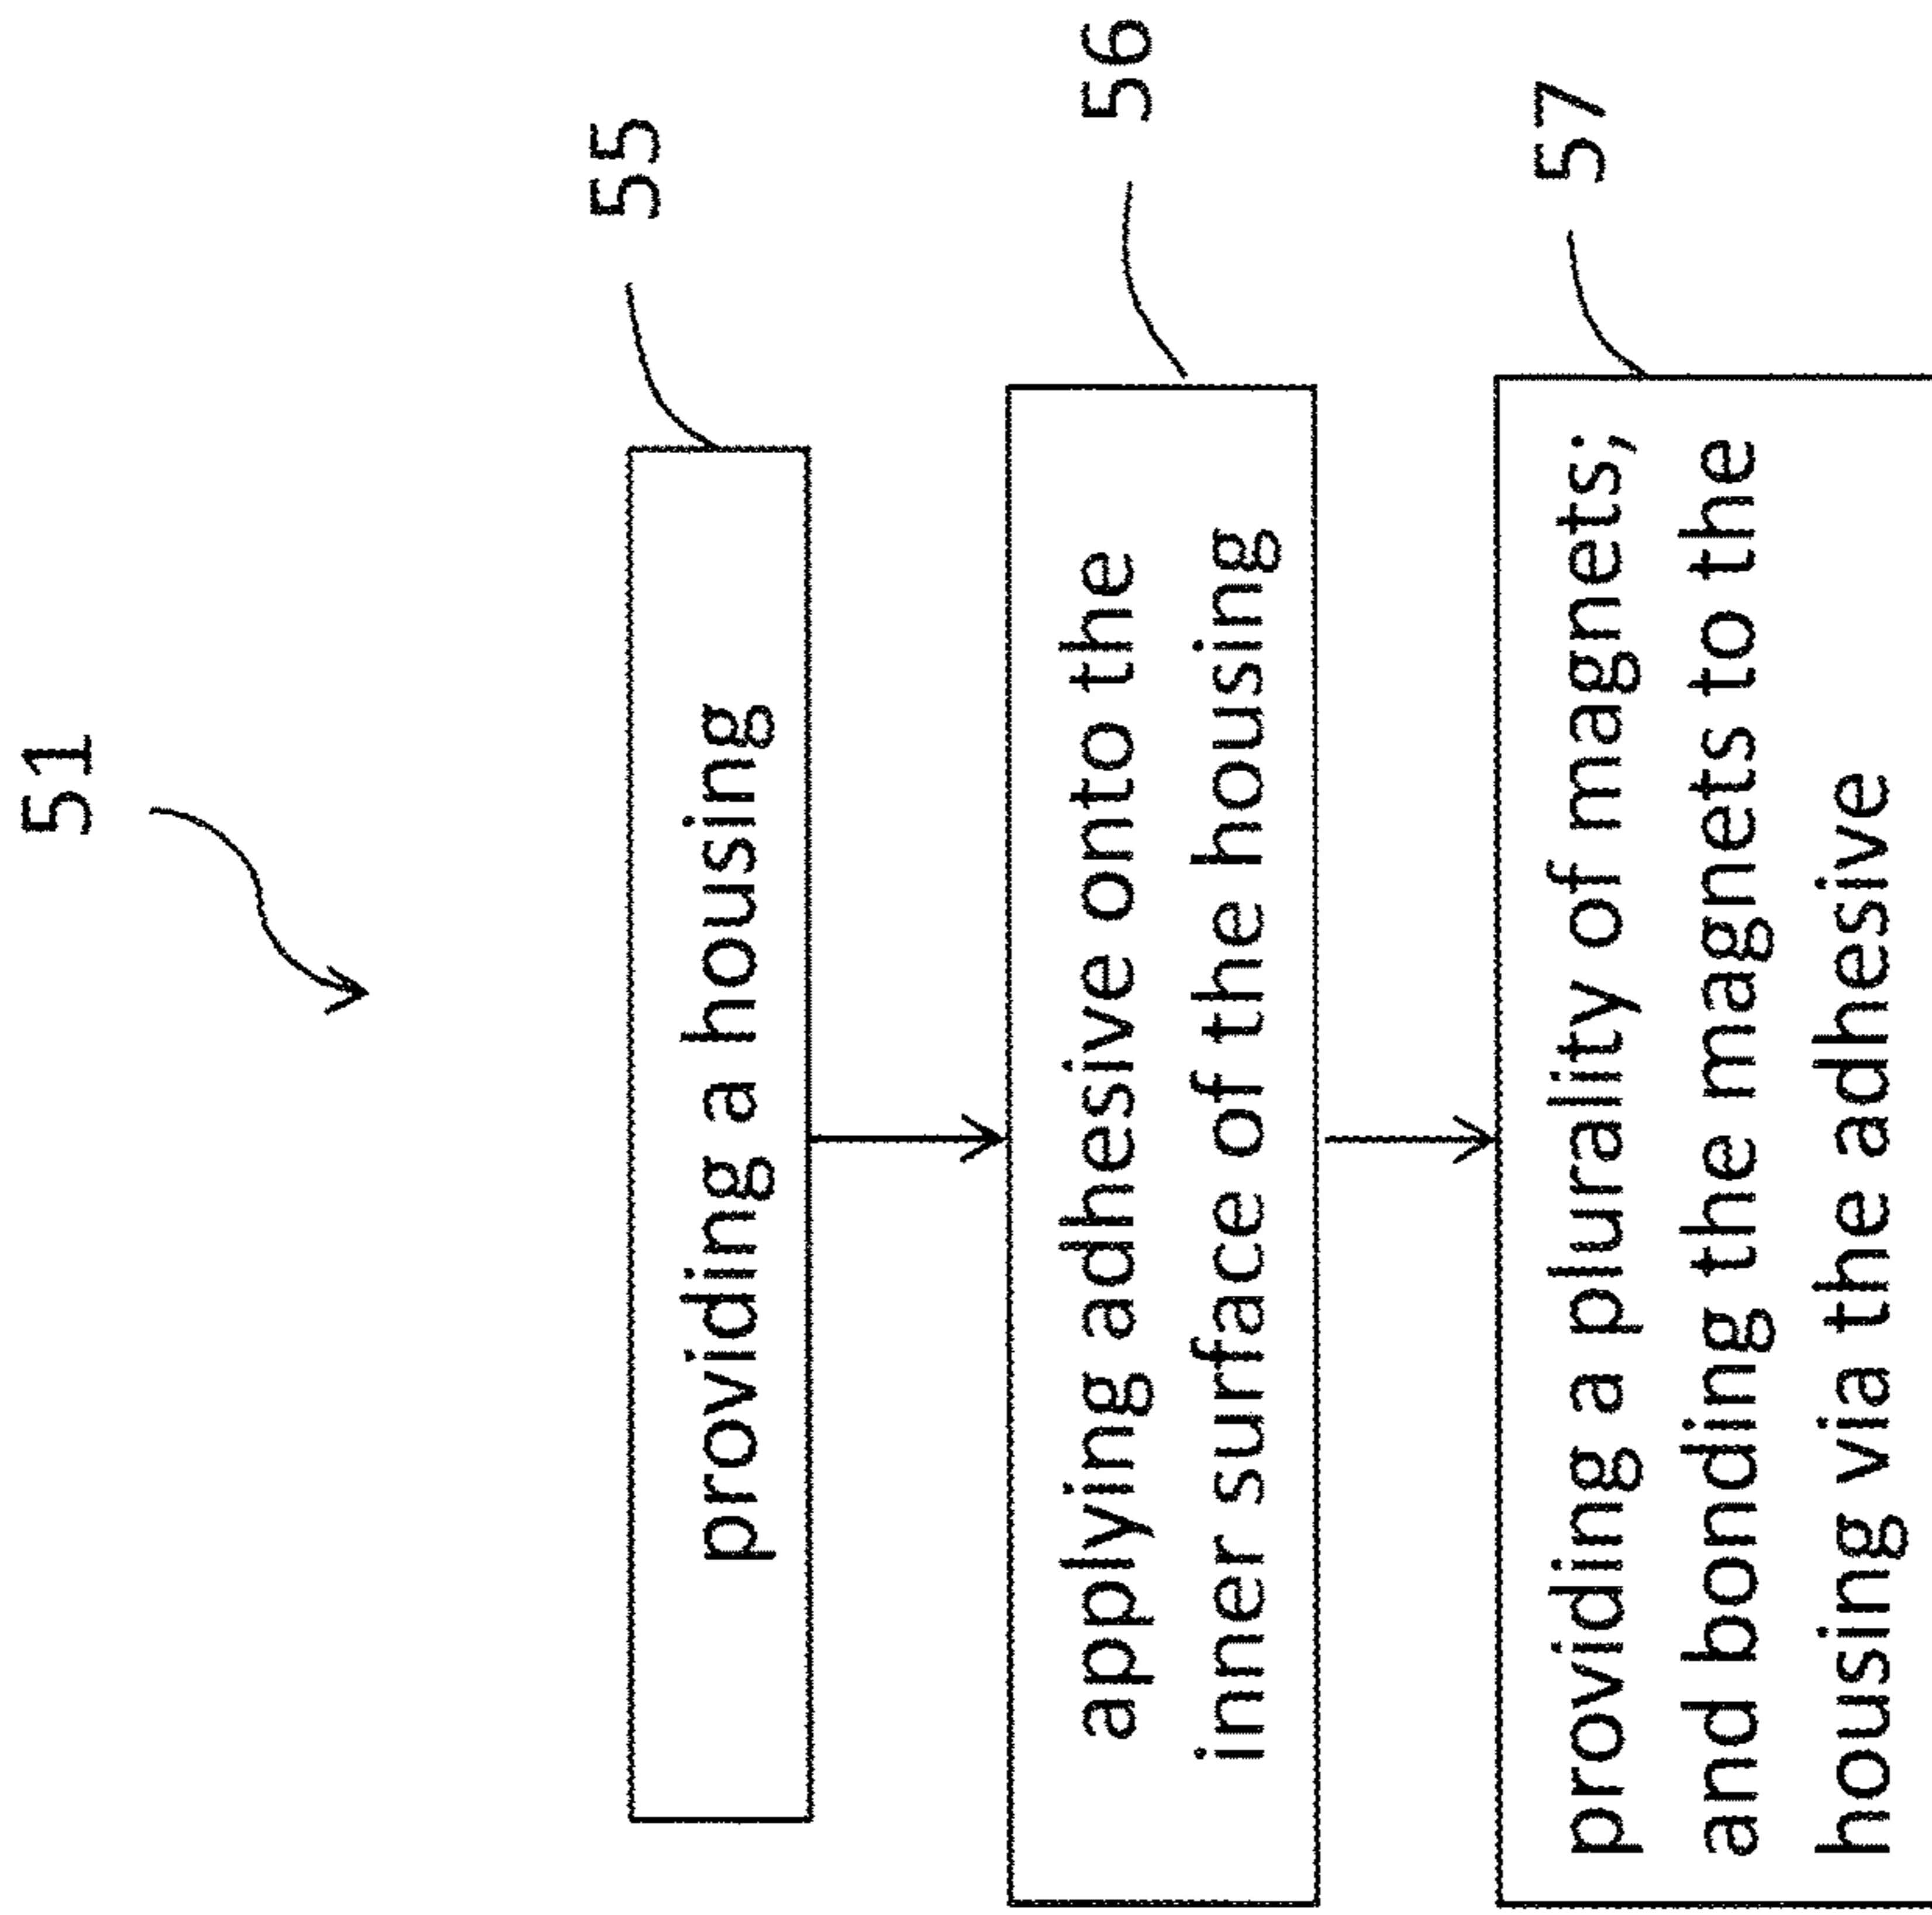 51
55
providing a housing
56
applying adhesive onto the
inner surface of the housing
57
providing a plurality of magnets;
and bonding the magnets to the
housing via the adhesive